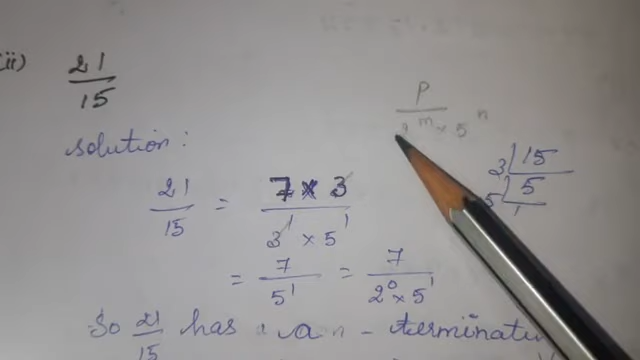 ii) 21/15
p/2^m × 5^n
Solution:
3 | 15
5 | 5
1
21/15 = 7 × 3 / 3^1 × 5^1
= 7/5^1 = 7/2^0 × 5^1
So 21/15 has a